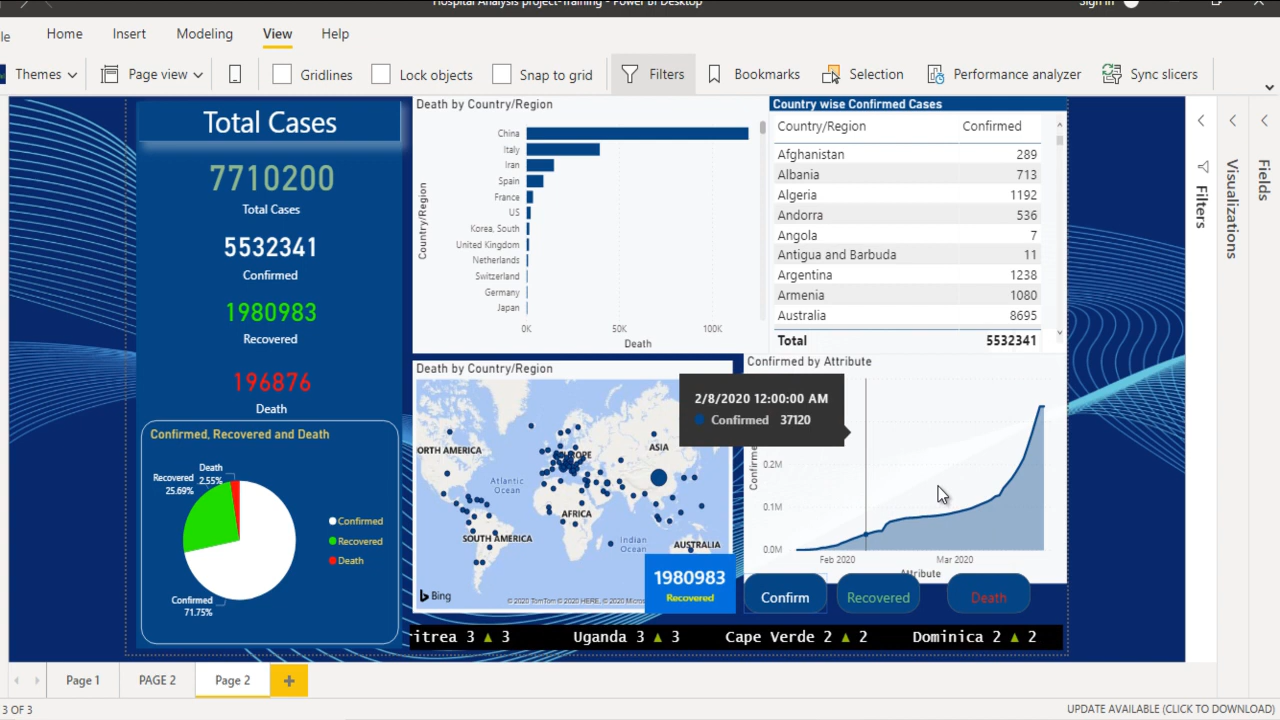 Hospital Analysis project-Training - Power BI Desktop
Sign in
Home
Insert
Modeling
View
Help
Themes
Page view
Gridlines
Lock objects
Snap to grid
Filters
Bookmarks
Selection
Performance analyzer
Sync slicers
Total Cases
7710200
Total Cases
5532341
Confirmed
1980983
Recovered
196876
Death
Confirmed, Recovered and Death
Death
2.55%
Recovered
25.69%
Confirmed
71.75%
Confirmed
Recovered
Death
Death by Country/Region
Country/Region
China
Italy
Iran
Spain
France
US
Korea, South
United Kingdom
Netherlands
Switzerland
Germany
Japan
0K
50K
100K
Death
Country wise Confirmed Cases
Country/Region Confirmed
Afghanistan 289
Albania 713
Algeria 1192
Andorra 536
Angola 7
Antigua and Barbuda 11
Argentina 1238
Armenia 1080
Australia 8695
Total 5532341
Death by Country/Region
ORTH AMERICA
EUROPE
ASIA
Atlantic
Ocean
AFRICA
SOUTH AMERICA
Indian
Ocean
AUSTRALIA
Bing
© 2020 TomTom © 2020 HERE, © 2020 Micros
1980983
Recovered
Confirmed by Attribute
2/8/2020 12:00:00 AM
Confirmed 37120
Confirme
0.2M
0.1M
0.0M
Feb 2020
Mar 2020
Attribute
Confirm
Recovered
Death
ritrea 3 ▲ 3
Uganda 3 ▲ 3
Cape Verde 2 ▲ 2
Dominica 2 ▲ 2
Filters
Visualizations
Fields
Page 1
PAGE 2
Page 2
+
3 OF 3
UPDATE AVAILABLE (CLICK TO DOWNLOAD)